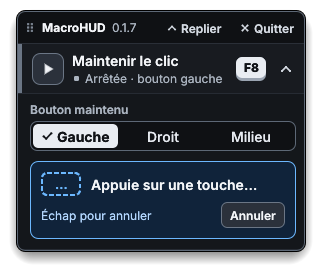 MacroHUD 0.1.7 Replier Quitter
Maintenir le clic
Arrêtée · bouton gauche
F8
Bouton maintenu
Gauche Droit Milieu
... Appuie sur une touche...
Échap pour annuler Annuler